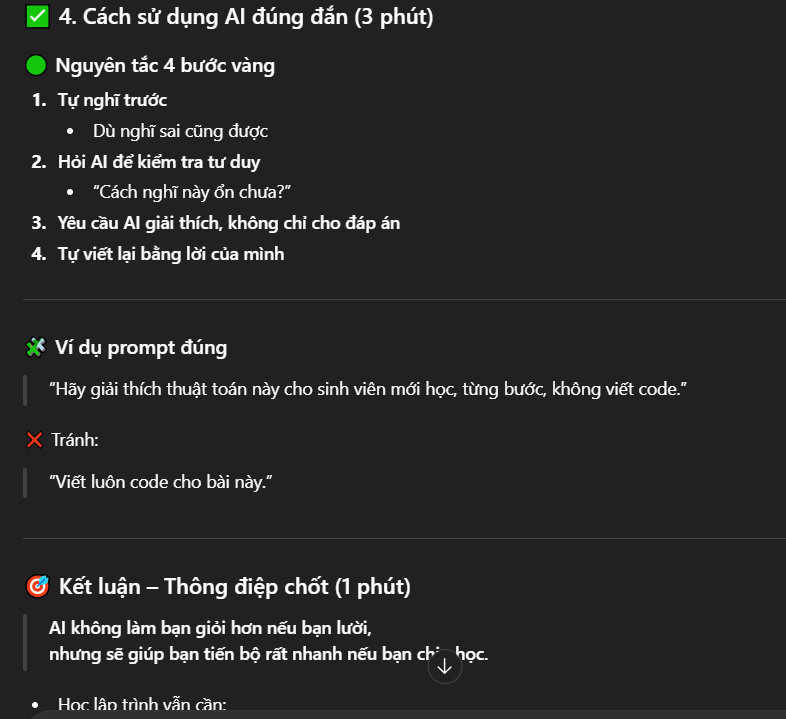 4. Cách sử dụng AI đúng đắn (3 phút)
Nguyên tắc 4 bước vàng
1. Tự nghĩ trước
• Dù nghĩ sai cũng được
2. Hỏi AI để kiểm tra tư duy
• "Cách nghĩ này ổn chưa?"
3. Yêu cầu AI giải thích, không chỉ cho đáp án
4. Tự viết lại bằng lời của mình
Ví dụ prompt đúng
"Hãy giải thích thuật toán này cho sinh viên mới học, từng bước, không viết code."
Tránh:
"Viết luôn code cho bài này."
Kết luận – Thông điệp chốt (1 phút)
AI không làm bạn giỏi hơn nếu bạn lười,
nhưng sẽ giúp bạn tiến bộ rất nhanh nếu bạn học.
• Học lập trình vẫn cần: